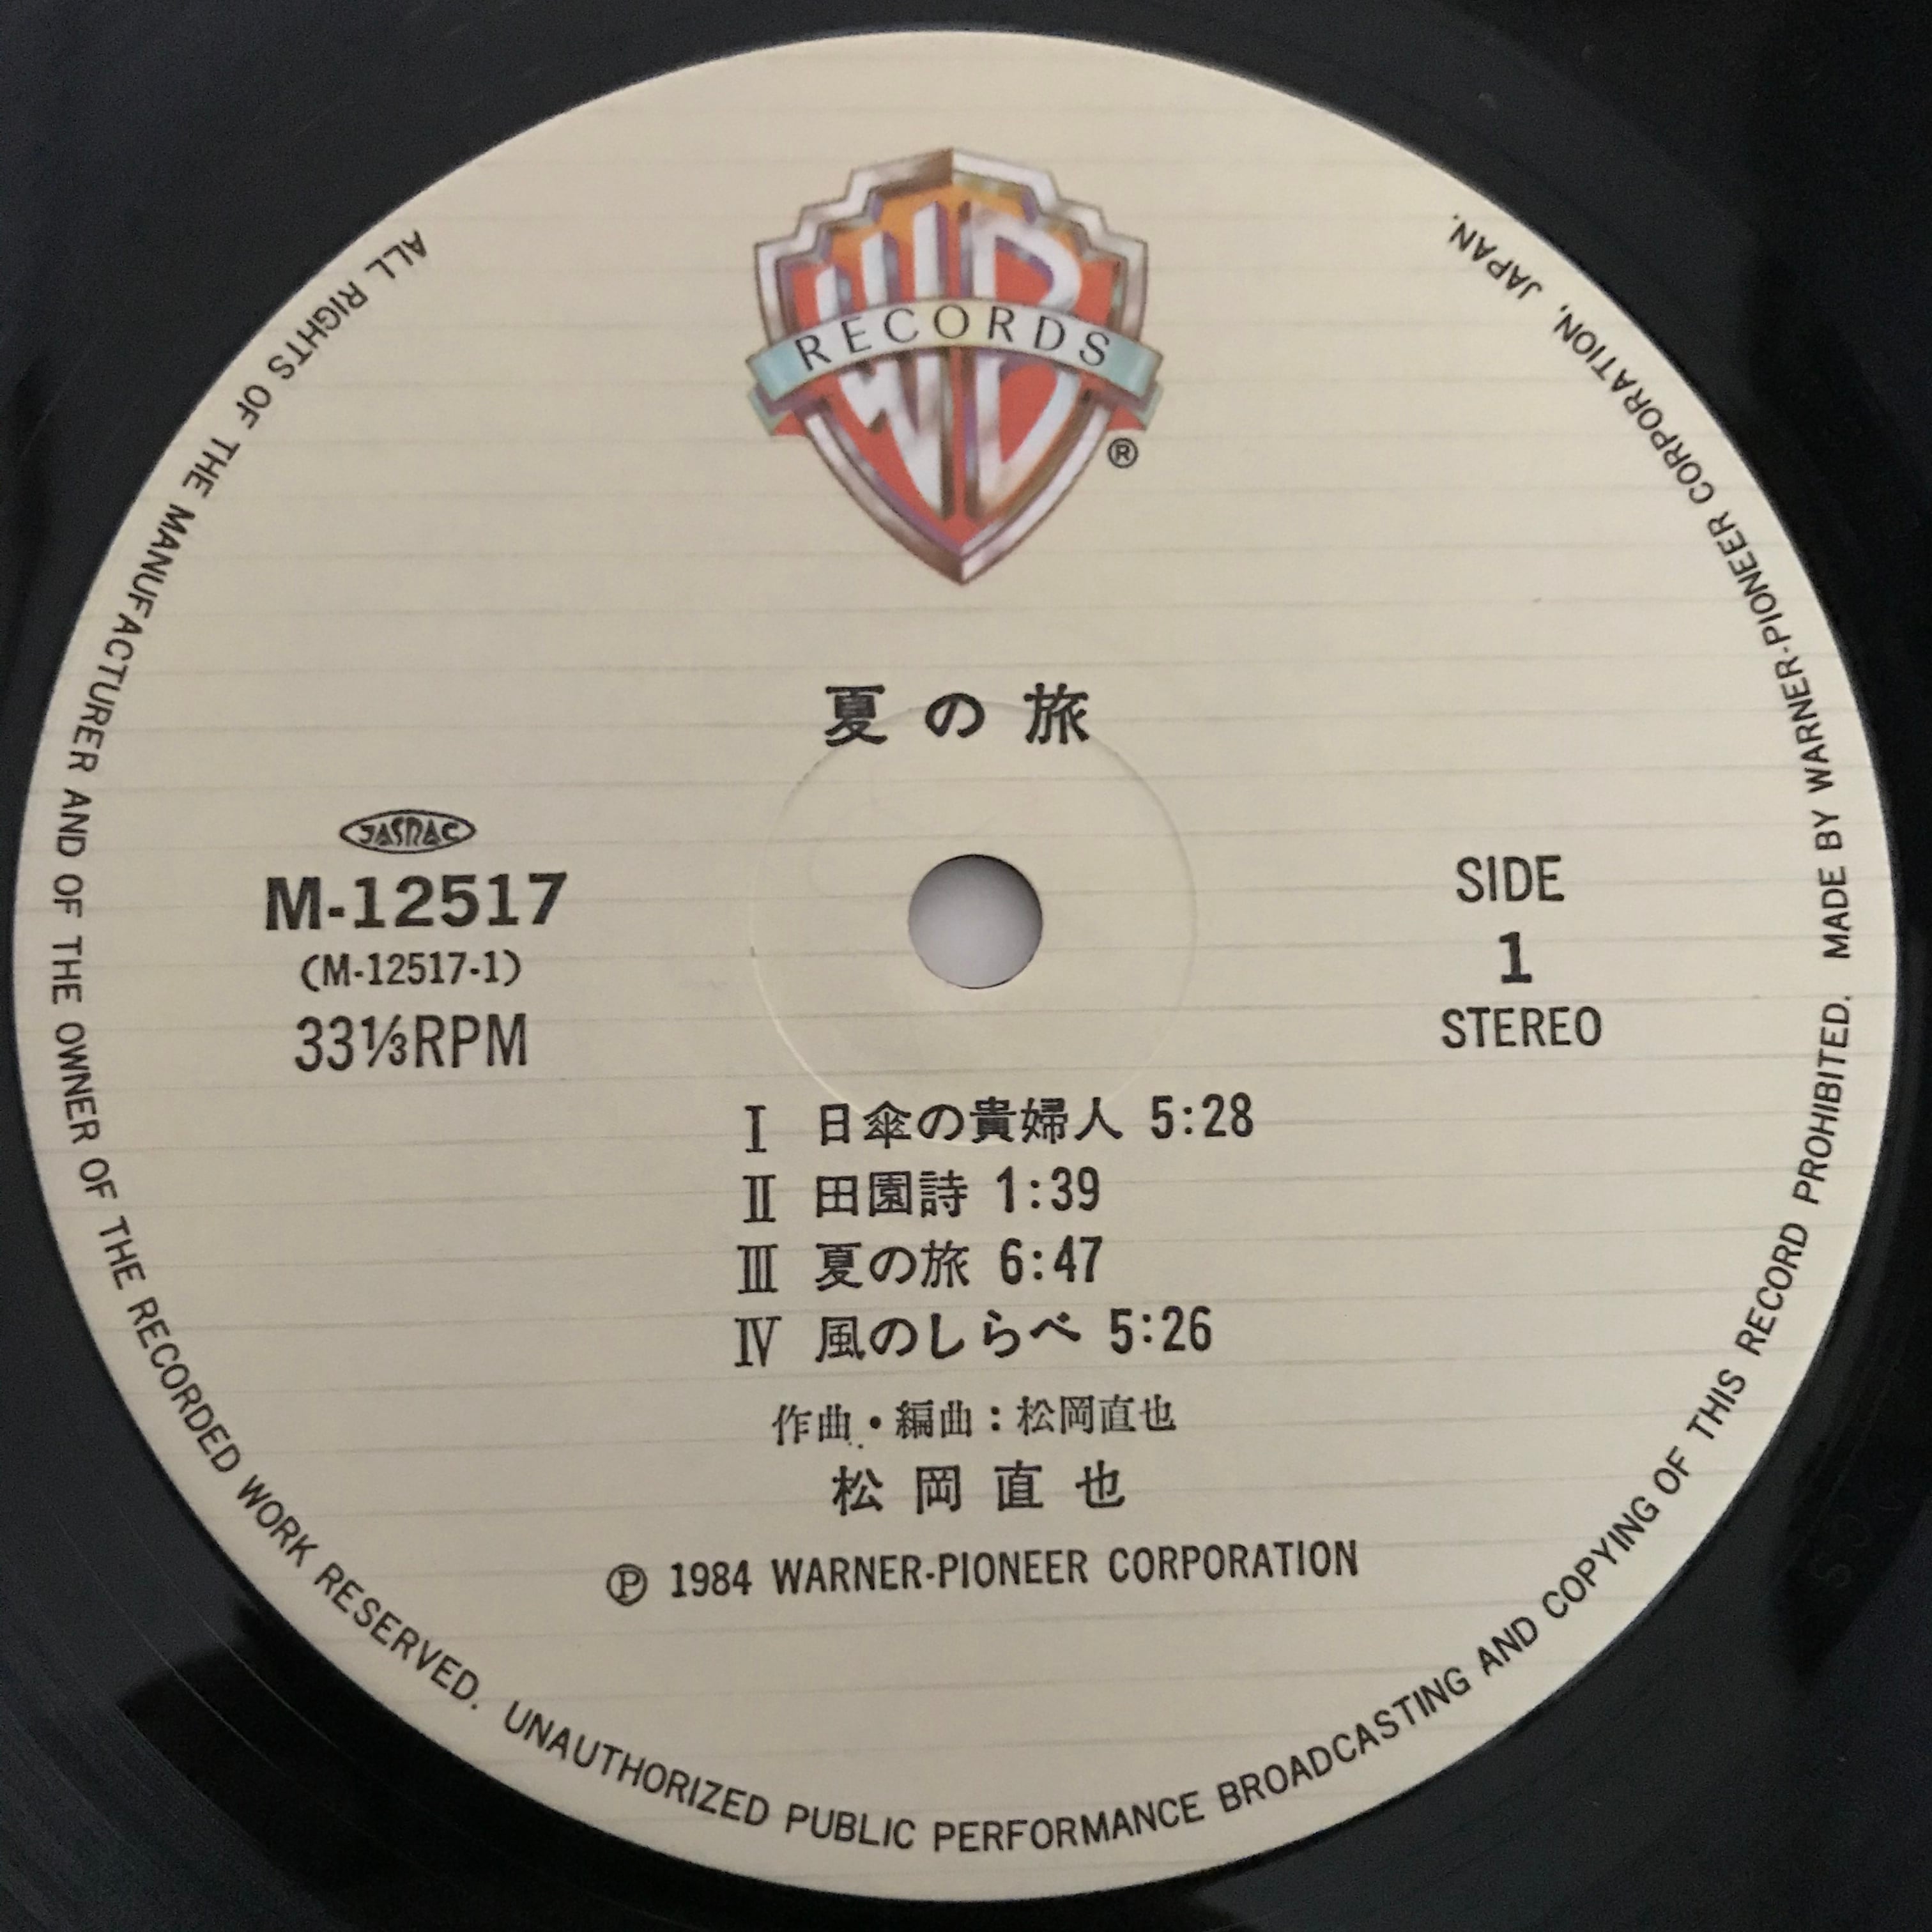 WB
RECORDS
®
夏の旅
JASRAC
M-12517
(M-12517-1)
33⅓RPM
SIDE
1
STEREO
I 日傘の貴婦人 5:28
II 田園詩 1:39
III 夏の旅 6:47
IV 風のしらべ 5:26
作曲・編曲:松岡直也
松岡直也
Ⓟ 1984 WARNER-PIONEER CORPORATION
ALL RIGHTS OF THE MANUFACTURER AND OF THE OWNER OF THE RECORDED WORK RESERVED. UNAUTHORIZED PUBLIC PERFORMANCE BROADCASTING AND COPYING OF THIS RECORD PROHIBITED. MADE BY WARNER-PIONEER CORPORATION, JAPAN.